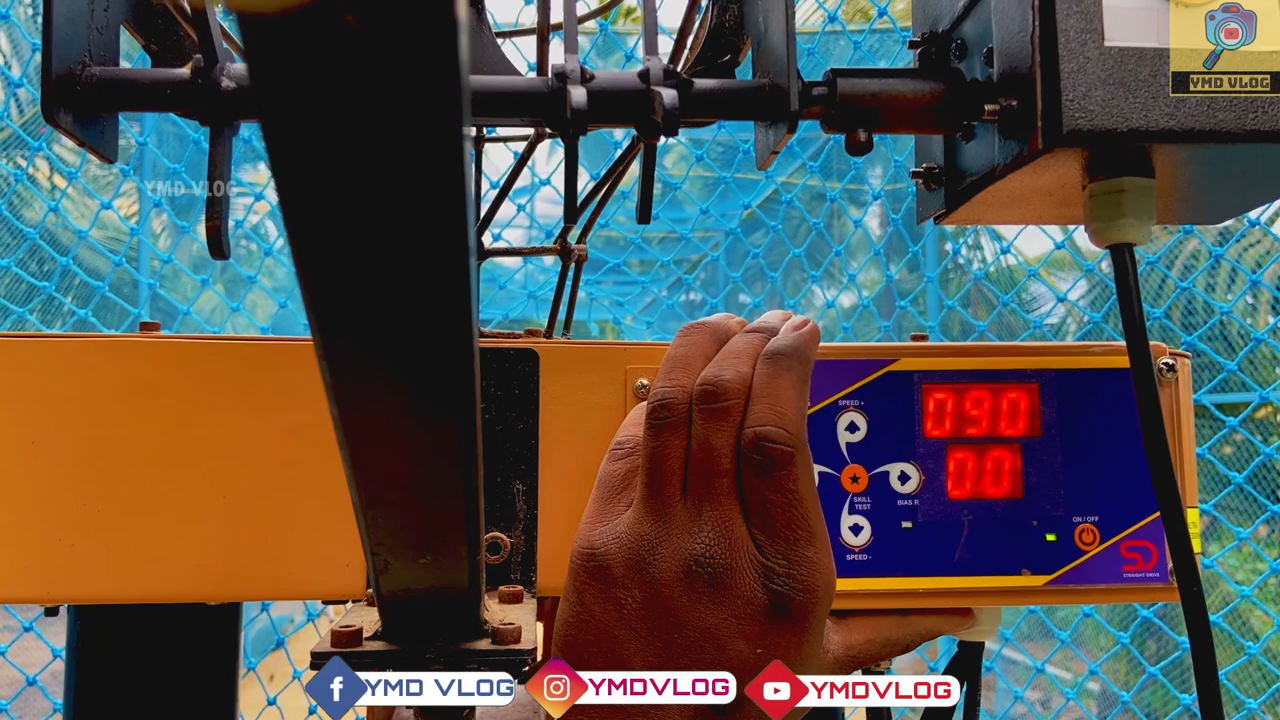 YMD VLOG
YMD VLOG
SPEED +
090
00
SKILL
TEST
BIAS R
SPEED -
ON / OFF
SD
STRAIGHT DRIVE
YMD VLOG
YMDVLOG
YMDVLOG